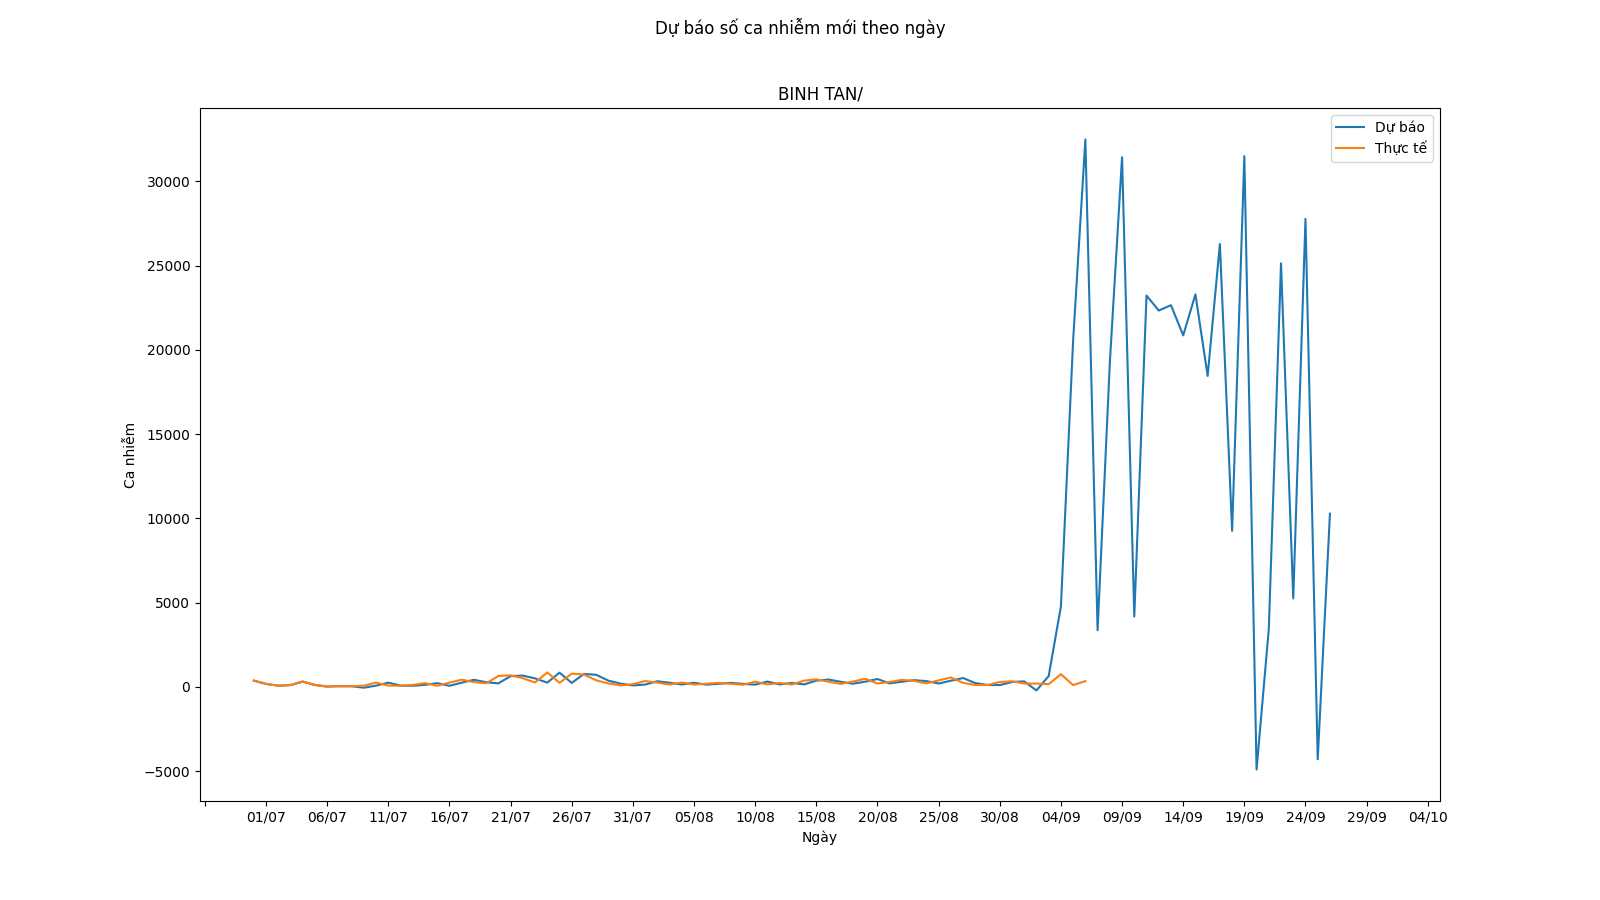 Dự báo số ca nhiễm mới theo ngày
BINH TAN/
Dự báo
Thực tế
30000
25000
20000
15000
10000
5000
0
−5000
Ca nhiễm
01/07 06/07 11/07 16/07 21/07 26/07 31/07 05/08 10/08 15/08 20/08 25/08 30/08 04/09 09/09 14/09 19/09 24/09 29/09 04/10
Ngày